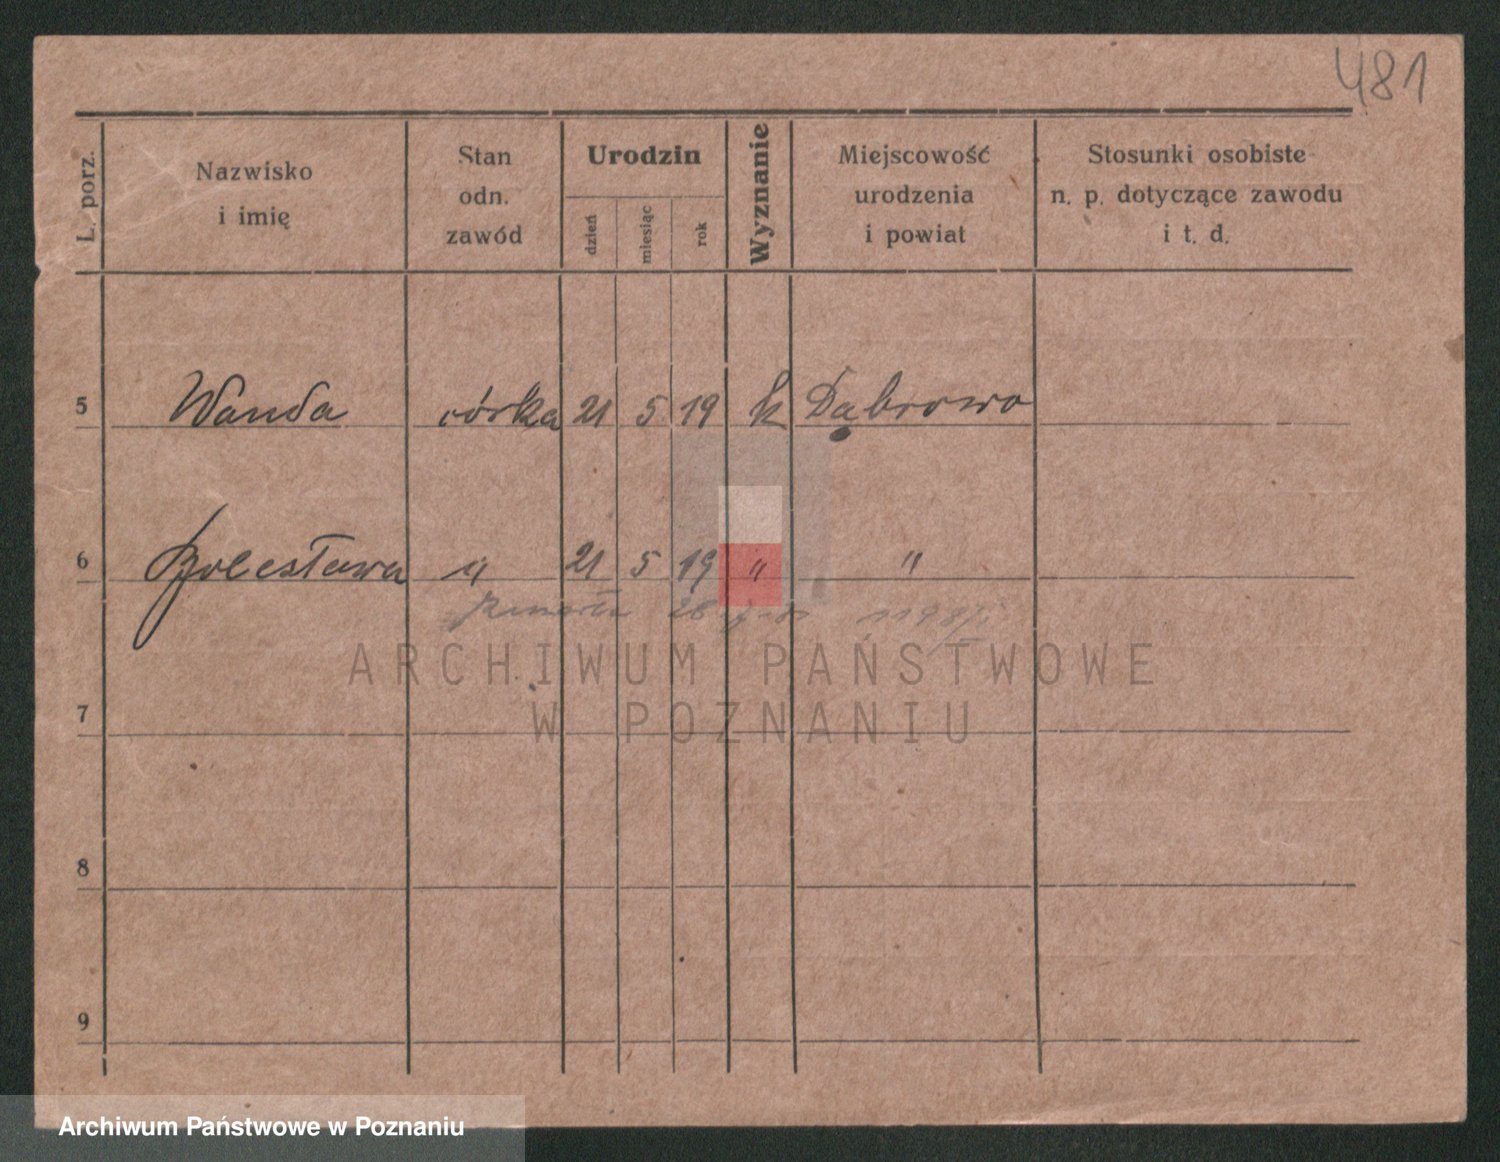 481
L. porz.
Nazwisko
i imię
Stan
odn.
zawód
Urodzin
dzień
miesiąc
rok
Wyznanie
Miejscowość
urodzenia
i powiat
Stosunki osobiste
n. p. dotyczące zawodu
i t. d.
5 Wanda córka 21 5 19 k Dąbrowo
6 Bolesława " 21 5 19 " "
ARCHIWUM PAŃSTWOWE
W POZNANIU
7
8
9
Archiwum Państwowe w Poznaniu